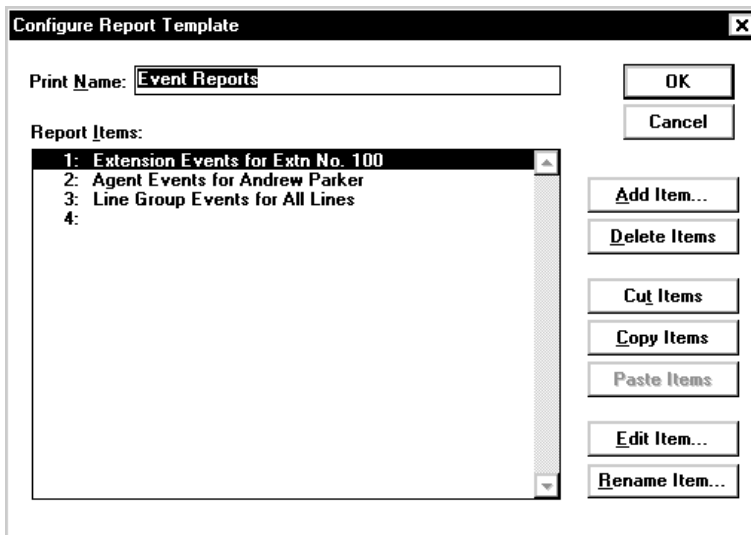 Configure Report Template
Print Name: Event Reports
OK
Cancel
Report Items:
1: Extension Events for Extn No. 100
2: Agent Events for Andrew Parker
3: Line Group Events for All Lines
4:
Add Item...
Delete Items
Cut Items
Copy Items
Paste Items
Edit Item...
Rename Item...